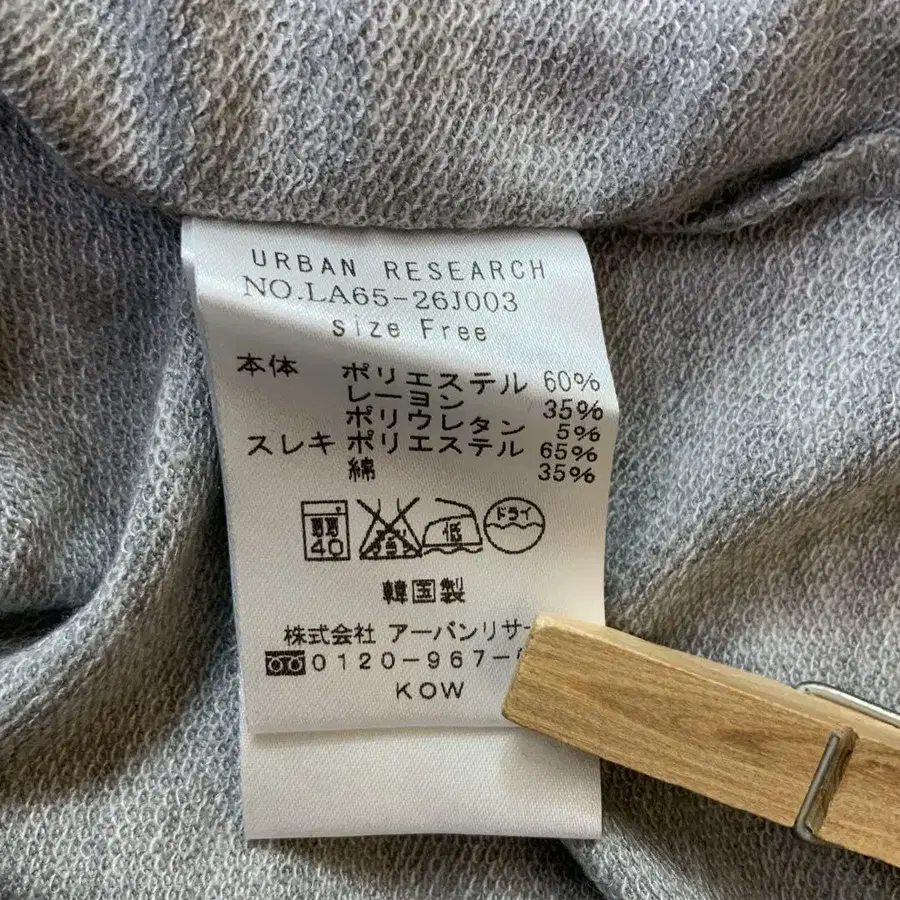 URBAN RESEARCH
NO.LA65-26J003
size Free
本体 ポリエステル 60%
レーヨン 35%
ポリウレタン 5%
スレキ ポリエステル 65%
綿 35%
40 低 ドライ
韓国製
株式会社 アーバンリサー
0120-967-
KOW